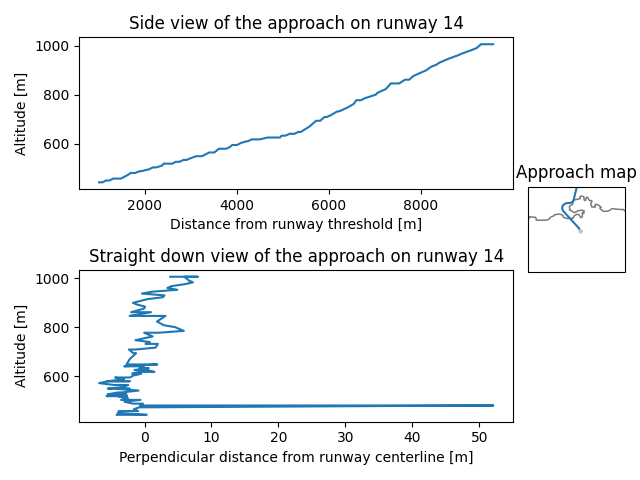 Side view of the approach on runway 14
1000
800
600
Altitude [m]
2000 4000 6000 8000
Distance from runway threshold [m]
Approach map
Straight down view of the approach on runway 14
1000
800
600
Altitude [m]
0 10 20 30 40 50
Perpendicular distance from runway centerline [m]